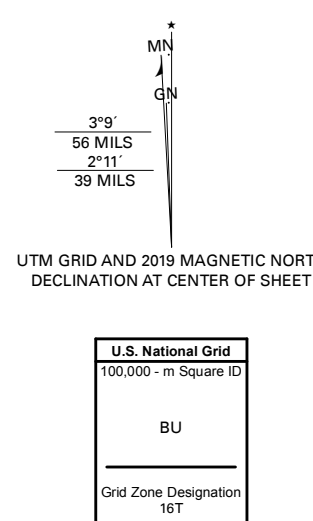 ★
MN
GN
3°9´
56 MILS
2°11´
39 MILS
UTM GRID AND 2019 MAGNETIC NORT
DECLINATION AT CENTER OF SHEET
U.S. National Grid
100,000 - m Square ID
BU
Grid Zone Designation
16T